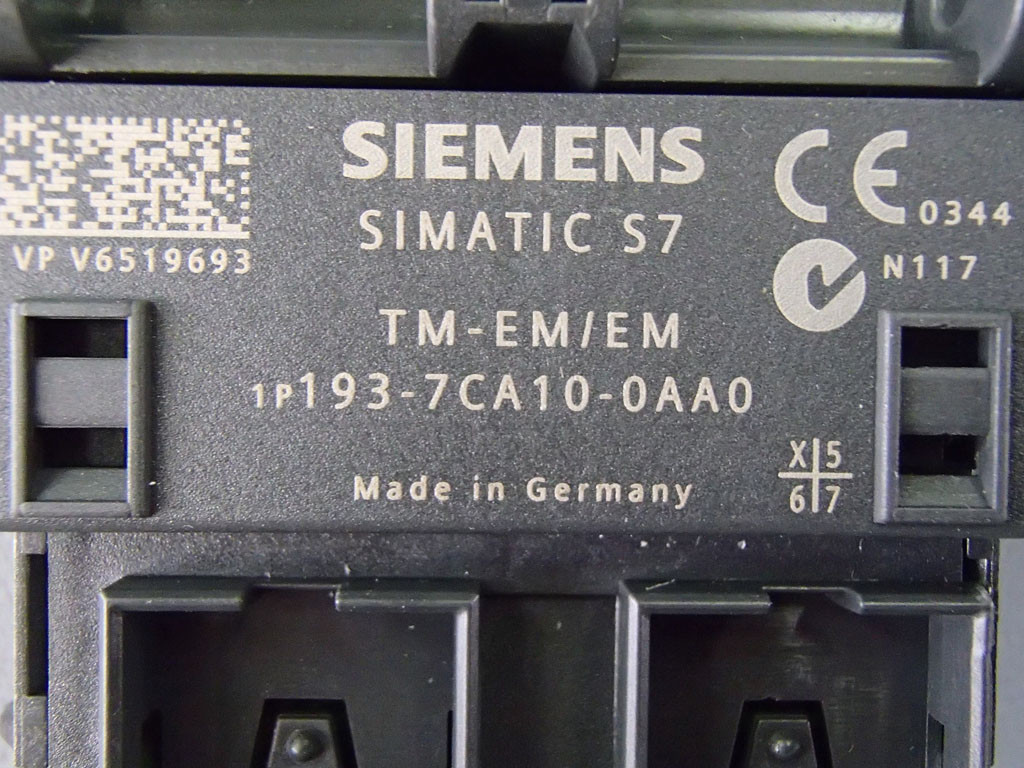 SIEMENS
CE 0344
SIMATIC S7
VP V6519693
N117
TM-EM/EM
1P193-7CA10-0AA0
X 5
6 7
Made in Germany